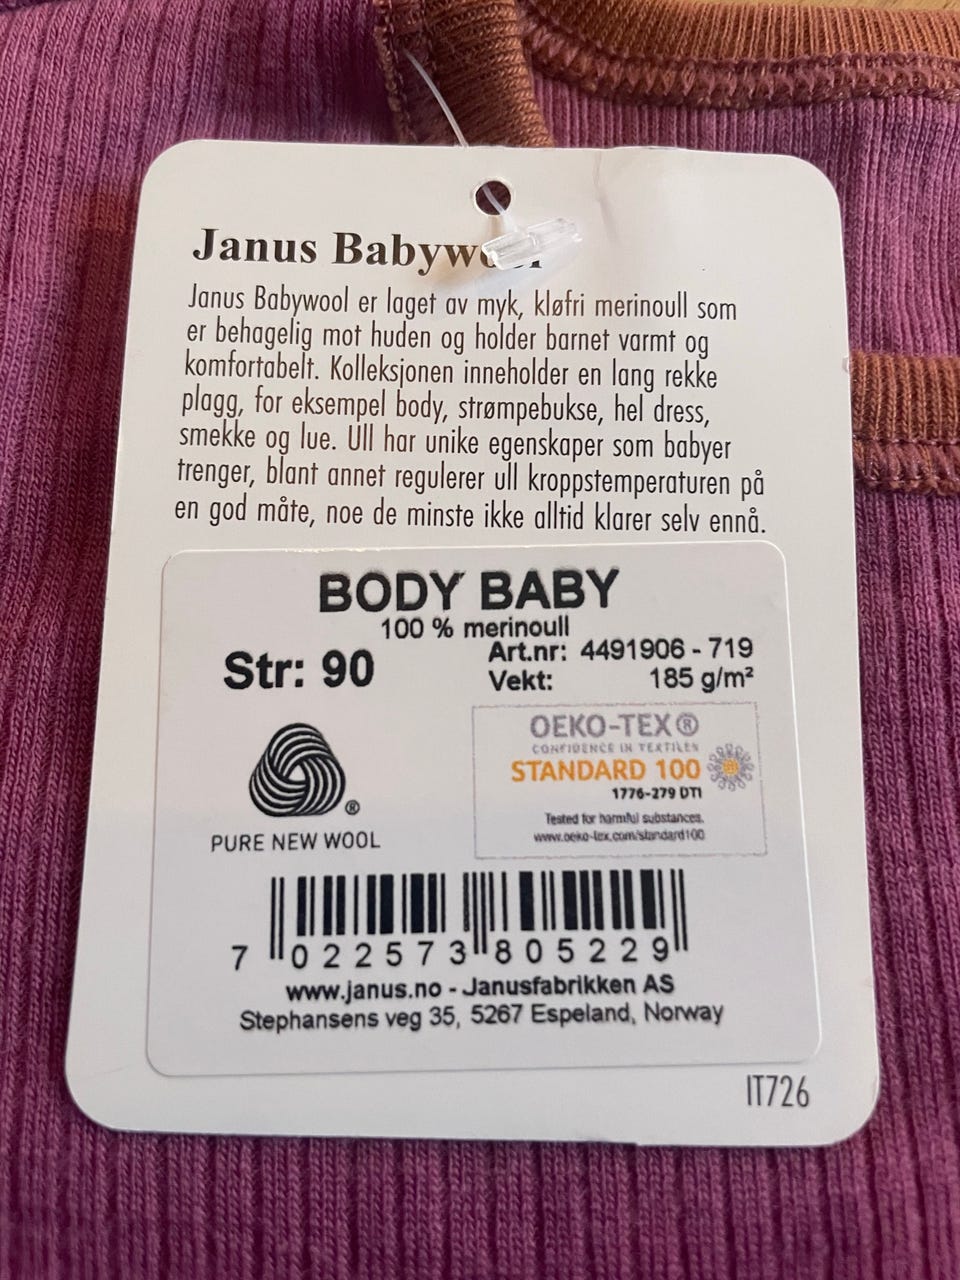 Janus Babywool
Janus Babywool er laget av myk, kløfri merinoull som
er behagelig mot huden og holder barnet varmt og
komfortabelt. Kolleksjonen inneholder en lang rekke
plagg, for eksempel body, strømpebukse, hel dress,
smekke og lue. Ull har unike egenskaper som babyer
trenger, blant annet regulerer ull kroppstemperaturen på
en god måte, noe de minste ikke alltid klarer selv ennå.
BODY BABY
100 % merinoull
Str: 90
Art.nr: 4491906 - 719
Vekt: 185 g/m²
OEKO-TEX®
CONFIDENCE IN TEXTILES
STANDARD 100
1776-279 DTI
Tested for harmful substances.
www.oeko-tex.com/standard100
®
PURE NEW WOOL
7 022573 805229
www.janus.no - Janusfabrikken AS
Stephansens veg 35, 5267 Espeland, Norway
IT726